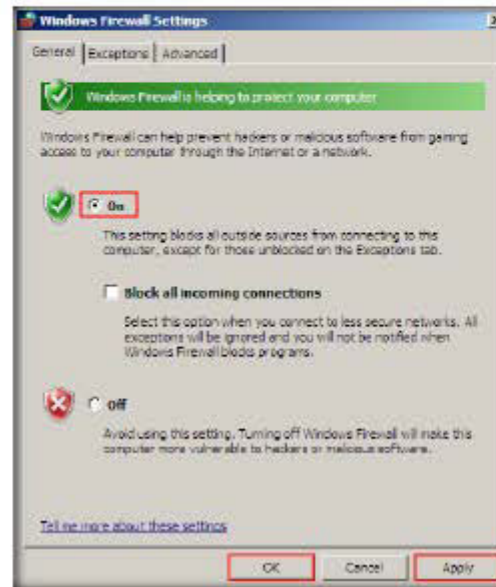 Windows Firewall Settings
General Exceptions Advanced
Windows Firewall is helping to protect your computer
Windows Firewall can help prevent hackers or malicious software from gaining
access to your computer through the Internet or a network.
On
This setting blocks all outside sources from connecting to this
computer, except for those unblocked on the Exceptions tab.
Block all incoming connections
Select this option when you connect to less secure networks. All
exceptions will be ignored and you will not be notified when
Windows Firewall blocks programs.
Off
Avoid using this setting. Turning off Windows Firewall will make this
computer more vulnerable to hackers or malicious software.
Tell me more about these settings
OK Cancel Apply